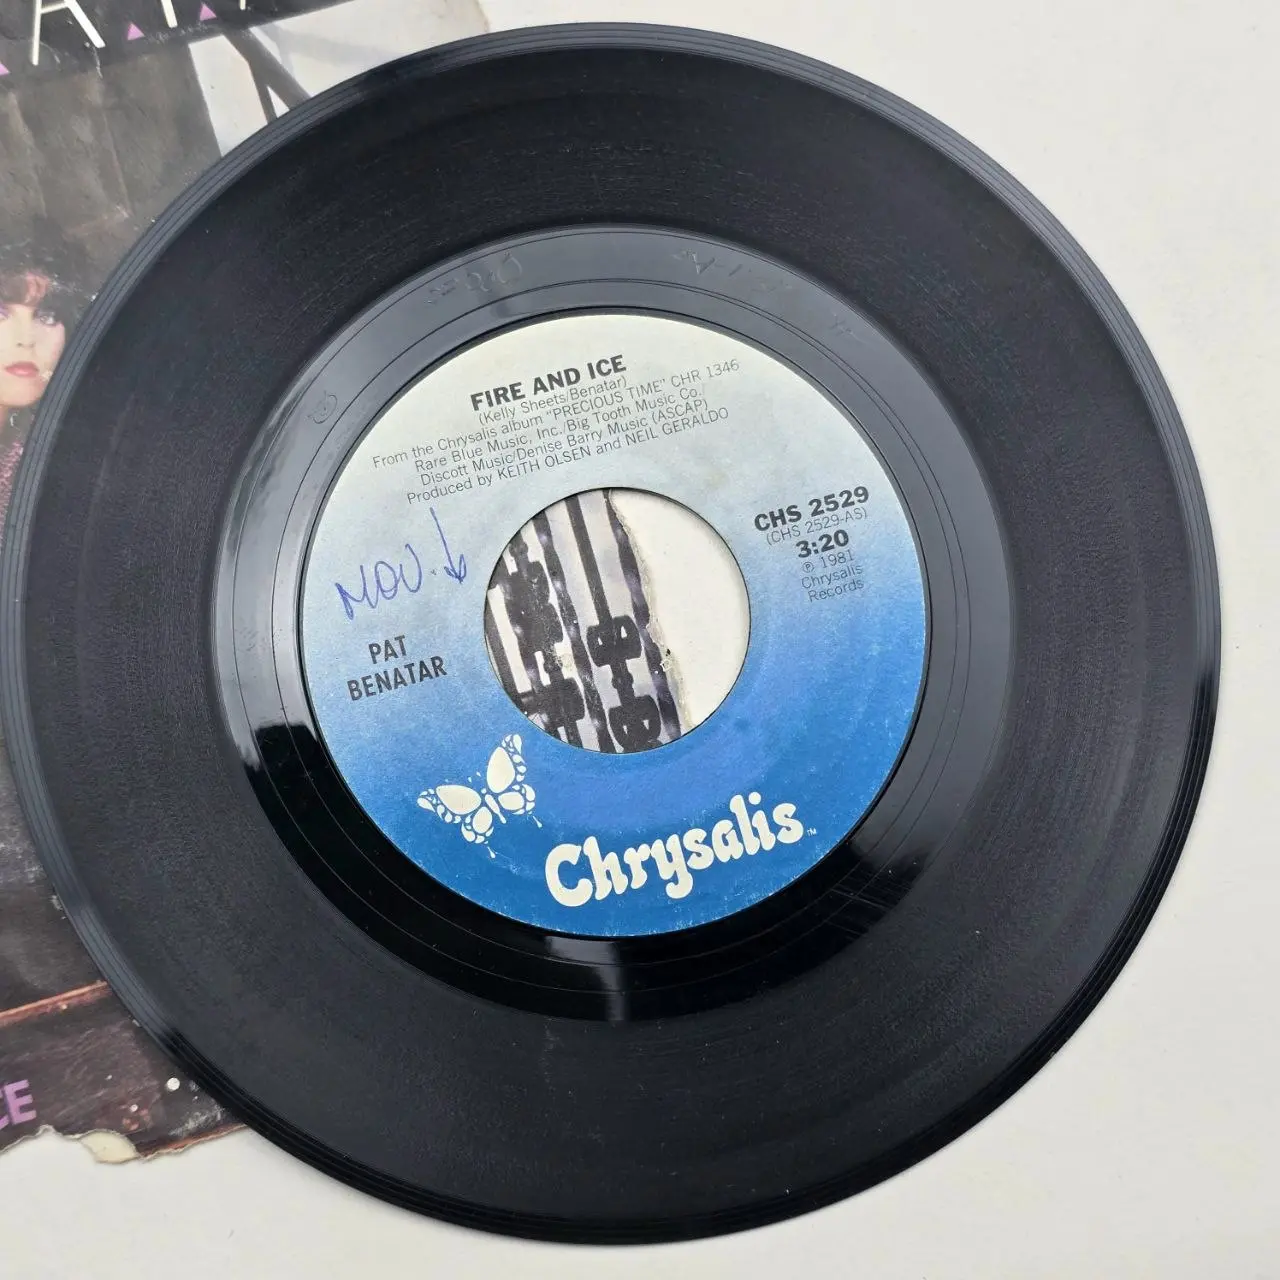 FIRE AND ICE
(Kelly Sheets/Benatar)
From the Chrysalis album "PRECIOUS TIME" CHR 1346
Rare Blue Music, Inc./Big Tooth Music Co./
Discott Music/Denise Barry Music (ASCAP)
Produced by KEITH OLSEN and NEIL GERALDO
CHS 2529
(CHS 2529-AS)
3:20
℗ 1981
Chrysalis
Records
NOV.
PAT
BENATAR
Chrysalis™
CE